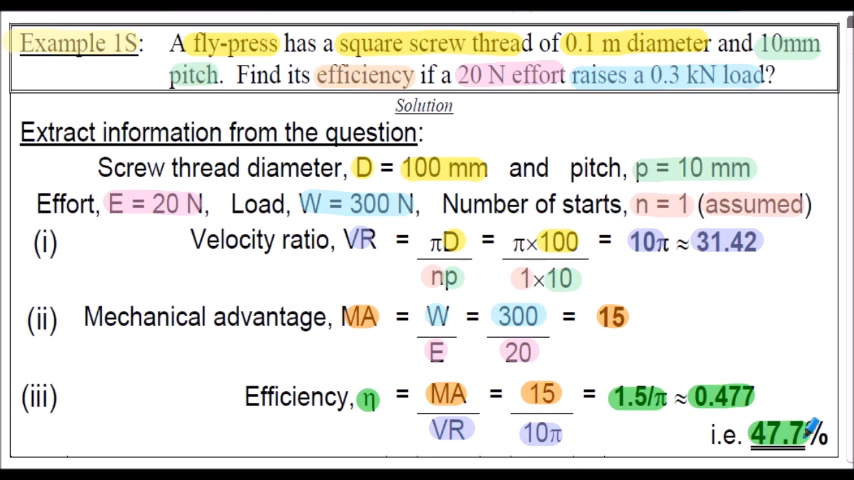 Example 1S: A fly-press has a square screw thread of 0.1 m diameter and 10mm
pitch. Find its efficiency if a 20 N effort raises a 0.3 kN load?
Solution
Extract information from the question:
Screw thread diameter, D = 100 mm and pitch, p = 10 mm
Effort, E = 20 N, Load, W = 300 N, Number of starts, n = 1 (assumed)
(i) Velocity ratio, VR = πD = π×100 = 10π ≈ 31.42
np 1×10
(ii) Mechanical advantage, MA = W = 300 = 15
E 20
(iii) Efficiency, η = MA = 15 = 1.5/π ≈ 0.477
VR 10π
i.e. 47.7%